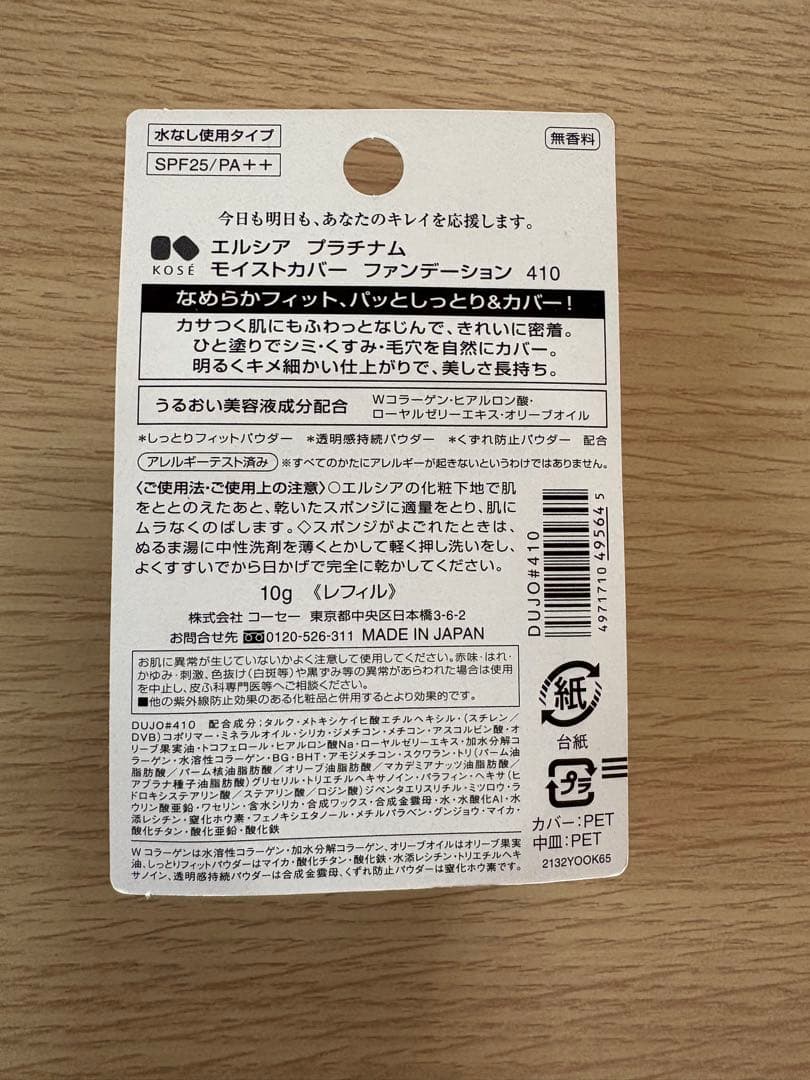 水なし使用タイプ
無香料
SPF25/PA++
今日も明日も、あなたのキレイを応援します。
KOSÉ
エルシア プラチナム
モイストカバー ファンデーション 410
なめらかフィット、パッとしっとり&カバー!
カサつく肌にもふわっとなじんで、きれいに密着。
ひと塗りでシミ・くすみ・毛穴を自然にカバー。
明るくキメ細かい仕上がりで、美しさ長持ち。
うるおい美容液成分配合
Wコラーゲン・ヒアルロン酸・
ローヤルゼリーエキス・オリーブオイル
*しっとりフィットパウダー *透明感持続パウダー *くずれ防止パウダー 配合
アレルギーテスト済み ※すべてのかたにアレルギーが起きないというわけではありません。
〈ご使用法・ご使用上の注意〉○エルシアの化粧下地で肌
をととのえたあと、乾いたスポンジに適量をとり、肌に
ムラなくのばします。◇スポンジがよごれたときは、
ぬるま湯に中性洗剤を薄くとかして軽く押し洗いをし、
よくすすいでから日かげで完全に乾かしてください。
10g 《レフィル》
株式会社 コーセー 東京都中央区日本橋3-6-2
お問合せ先 0120-526-311 MADE IN JAPAN
DUJO#410
4971710 495645
お肌に異常が生じていないかよく注意して使用してください。赤味・はれ・
かゆみ・刺激、色抜け(白斑等)や黒ずみ等の異常があらわれた場合は使用
を中止し、皮ふ科専門医等へご相談ください。
■他の紫外線防止効果のある化粧品と併用するとより効果的です。
DUJO#410 配合成分;タルク・メトキシケイヒ酸エチルヘキシル・(スチレン/
DVB)コポリマー・ミネラルオイル・シリカ・ジメチコン・メチコン・アスコルビン酸・オ
リーブ果実油・トコフェロール・ヒアルロン酸Na・ローヤルゼリーエキス・加水分解コ
ラーゲン・水溶性コラーゲン・BG・BHT・アモジメチコン・スクワラン・トリ(パーム油
脂肪酸/パーム核油脂肪酸/オリーブ油脂肪酸/マカデミアナッツ油脂肪酸/
アブラナ種子油脂肪酸)グリセリル・トリエチルヘキサノイン・パラフィン・ヘキサ(ヒ
ドロキシステアリン酸/ステアリン酸/ロジン酸)ジペンタエリスリチル・ミツロウ・ラ
ウリン酸亜鉛・ワセリン・含水シリカ・合成ワックス・合成金雲母・水・水酸化Al・水
添レシチン・窒化ホウ素・フェノキシエタノール・メチルパラベン・グンジョウ・マイカ・
酸化チタン・酸化亜鉛・酸化鉄
Wコラーゲンは水溶性コラーゲン・加水分解コラーゲン、オリーブオイルはオリーブ果実
油、しっとりフィットパウダーはマイカ・酸化チタン・酸化鉄・水添レシチン・トリエチルヘキ
サノイン、透明感持続パウダーは合成金雲母、くずれ防止パウダーは窒化ホウ素です。
紙
台紙
プラ
カバー:PET
中皿:PET
2132YOOK65